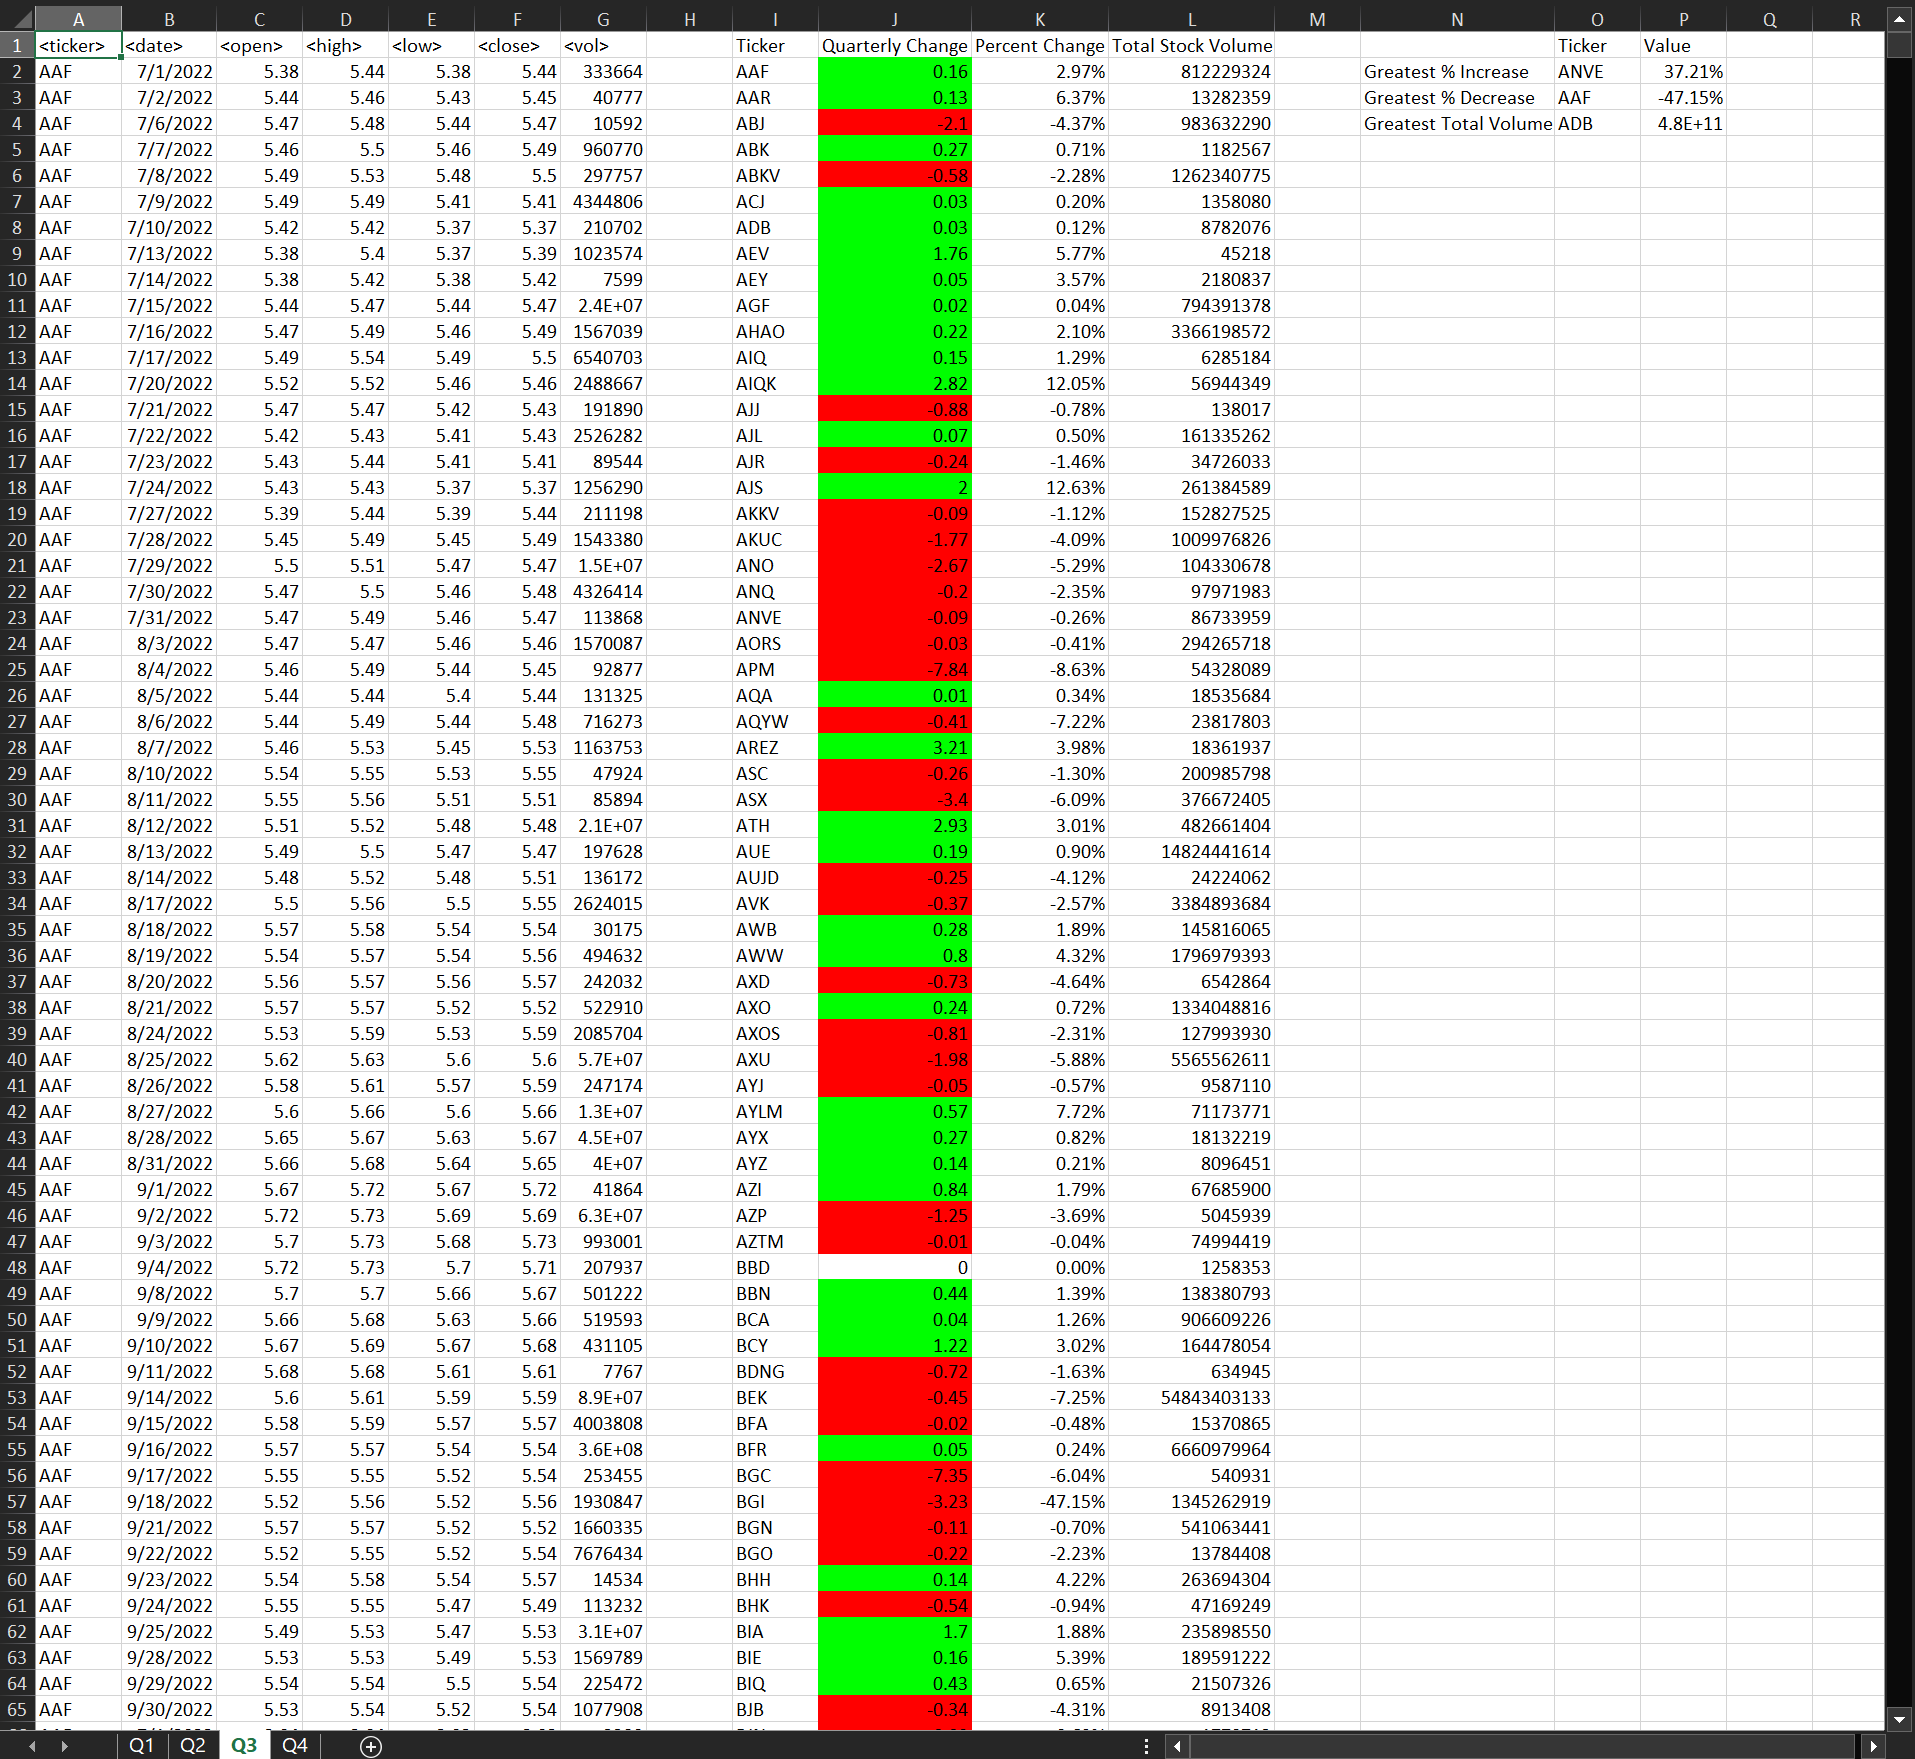 A B C D E F G H I J K L M N O P Q R
1 <ticker> <date> <open> <high> <low> <close> <vol> Ticker Quarterly Change Percent Change Total Stock Volume Ticker Value
2 AAF 7/1/2022 5.38 5.44 5.38 5.44 333664 AAF 0.16 2.97% 812229324 Greatest % Increase ANVE 37.21%
3 AAF 7/2/2022 5.44 5.46 5.43 5.45 40777 AAR 0.13 6.37% 13282359 Greatest % Decrease AAF -47.15%
4 AAF 7/6/2022 5.47 5.48 5.44 5.47 10592 ABJ -2.1 -4.37% 983632290 Greatest Total Volume ADB 4.8E+11
5 AAF 7/7/2022 5.46 5.5 5.46 5.49 960770 ABK 0.27 0.71% 1182567
6 AAF 7/8/2022 5.49 5.53 5.48 5.5 297757 ABKV -0.58 -2.28% 1262340775
7 AAF 7/9/2022 5.49 5.49 5.41 5.41 4344806 ACJ 0.03 0.20% 1358080
8 AAF 7/10/2022 5.42 5.42 5.37 5.37 210702 ADB 0.03 0.12% 8782076
9 AAF 7/13/2022 5.38 5.4 5.37 5.39 1023574 AEV 1.76 5.77% 45218
10 AAF 7/14/2022 5.38 5.42 5.38 5.42 7599 AEY 0.05 3.57% 2180837
11 AAF 7/15/2022 5.44 5.47 5.44 5.47 2.4E+07 AGF 0.02 0.04% 794391378
12 AAF 7/16/2022 5.47 5.49 5.46 5.49 1567039 AHAO 0.22 2.10% 3366198572
13 AAF 7/17/2022 5.49 5.54 5.49 5.5 6540703 AIQ 0.15 1.29% 6285184
14 AAF 7/20/2022 5.52 5.52 5.46 5.46 2488667 AIQK 2.82 12.05% 56944349
15 AAF 7/21/2022 5.47 5.47 5.42 5.43 191890 AJJ -0.88 -0.78% 138017
16 AAF 7/22/2022 5.42 5.43 5.41 5.43 2526282 AJL 0.07 0.50% 161335262
17 AAF 7/23/2022 5.43 5.44 5.41 5.41 89544 AJR -0.24 -1.46% 34726033
18 AAF 7/24/2022 5.43 5.43 5.37 5.37 1256290 AJS 2 12.63% 261384589
19 AAF 7/27/2022 5.39 5.44 5.39 5.44 211198 AKKV -0.09 -1.12% 152827525
20 AAF 7/28/2022 5.45 5.49 5.45 5.49 1543380 AKUC -1.77 -4.09% 1009976826
21 AAF 7/29/2022 5.5 5.51 5.47 5.47 1.5E+07 ANO -2.67 -5.29% 104330678
22 AAF 7/30/2022 5.47 5.5 5.46 5.48 4326414 ANQ -0.2 -2.35% 97971983
23 AAF 7/31/2022 5.47 5.49 5.46 5.47 113868 ANVE -0.09 -0.26% 86733959
24 AAF 8/3/2022 5.47 5.47 5.46 5.46 1570087 AORS -0.03 -0.41% 294265718
25 AAF 8/4/2022 5.46 5.49 5.44 5.45 92877 APM -7.84 -8.63% 54328089
26 AAF 8/5/2022 5.44 5.44 5.4 5.44 131325 AQA 0.01 0.34% 18535684
27 AAF 8/6/2022 5.44 5.49 5.44 5.48 716273 AQYW -0.41 -7.22% 23817803
28 AAF 8/7/2022 5.46 5.53 5.45 5.53 1163753 AREZ 3.21 3.98% 18361937
29 AAF 8/10/2022 5.54 5.55 5.53 5.55 47924 ASC -0.26 -1.30% 200985798
30 AAF 8/11/2022 5.55 5.56 5.51 5.51 85894 ASX -3.4 -6.09% 376672405
31 AAF 8/12/2022 5.51 5.52 5.48 5.48 2.1E+07 ATH 2.93 3.01% 482661404
32 AAF 8/13/2022 5.49 5.5 5.47 5.47 197628 AUE 0.19 0.90% 14824441614
33 AAF 8/14/2022 5.48 5.52 5.48 5.51 136172 AUJD -0.25 -4.12% 24224062
34 AAF 8/17/2022 5.5 5.56 5.5 5.55 2624015 AVK -0.37 -2.57% 3384893684
35 AAF 8/18/2022 5.57 5.58 5.54 5.54 30175 AWB 0.28 1.89% 145816065
36 AAF 8/19/2022 5.54 5.57 5.54 5.56 494632 AWW 0.8 4.32% 1796979393
37 AAF 8/20/2022 5.56 5.57 5.56 5.57 242032 AXD -0.73 -4.64% 6542864
38 AAF 8/21/2022 5.57 5.57 5.52 5.52 522910 AXO 0.24 0.72% 1334048816
39 AAF 8/24/2022 5.53 5.59 5.53 5.59 2085704 AXOS -0.81 -2.31% 127993930
40 AAF 8/25/2022 5.62 5.63 5.6 5.6 5.7E+07 AXU -1.98 -5.88% 5565562611
41 AAF 8/26/2022 5.58 5.61 5.57 5.59 247174 AYJ -0.05 -0.57% 9587110
42 AAF 8/27/2022 5.6 5.66 5.6 5.66 1.3E+07 AYLM 0.57 7.72% 71173771
43 AAF 8/28/2022 5.65 5.67 5.63 5.67 4.5E+07 AYX 0.27 0.82% 18132219
44 AAF 8/31/2022 5.66 5.68 5.64 5.65 4E+07 AYZ 0.14 0.21% 8096451
45 AAF 9/1/2022 5.67 5.72 5.67 5.72 41864 AZI 0.84 1.79% 67685900
46 AAF 9/2/2022 5.72 5.73 5.69 5.69 6.3E+07 AZP -1.25 -3.69% 5045939
47 AAF 9/3/2022 5.7 5.73 5.68 5.73 993001 AZTM -0.01 -0.04% 74994419
48 AAF 9/4/2022 5.72 5.73 5.7 5.71 207937 BBD 0 0.00% 1258353
49 AAF 9/8/2022 5.7 5.7 5.66 5.67 501222 BBN 0.44 1.39% 138380793
50 AAF 9/9/2022 5.66 5.68 5.63 5.66 519593 BCA 0.04 1.26% 906609226
51 AAF 9/10/2022 5.67 5.69 5.67 5.68 431105 BCY 1.22 3.02% 164478054
52 AAF 9/11/2022 5.68 5.68 5.61 5.61 7767 BDNG -0.72 -1.63% 634945
53 AAF 9/14/2022 5.6 5.61 5.59 5.59 8.9E+07 BEK -0.45 -7.25% 54843403133
54 AAF 9/15/2022 5.58 5.59 5.57 5.57 4003808 BFA -0.02 -0.48% 15370865
55 AAF 9/16/2022 5.57 5.57 5.54 5.54 3.6E+08 BFR 0.05 0.24% 6660979964
56 AAF 9/17/2022 5.55 5.55 5.52 5.54 253455 BGC -7.35 -6.04% 540931
57 AAF 9/18/2022 5.52 5.56 5.52 5.56 1930847 BGI -3.23 -47.15% 1345262919
58 AAF 9/21/2022 5.57 5.57 5.52 5.52 1660335 BGN -0.11 -0.70% 541063441
59 AAF 9/22/2022 5.52 5.55 5.52 5.54 7676434 BGO -0.22 -2.23% 13784408
60 AAF 9/23/2022 5.54 5.58 5.54 5.57 14534 BHH 0.14 4.22% 263694304
61 AAF 9/24/2022 5.55 5.55 5.47 5.49 113232 BHK -0.54 -0.94% 47169249
62 AAF 9/25/2022 5.49 5.53 5.47 5.53 3.1E+07 BIA 1.7 1.88% 235898550
63 AAF 9/28/2022 5.53 5.53 5.49 5.53 1569789 BIE 0.16 5.39% 189591222
64 AAF 9/29/2022 5.54 5.54 5.5 5.54 225472 BIQ 0.43 0.65% 21507326
65 AAF 9/30/2022 5.53 5.54 5.52 5.54 1077908 BJB -0.34 -4.31% 8913408
Q1 Q2 Q3 Q4